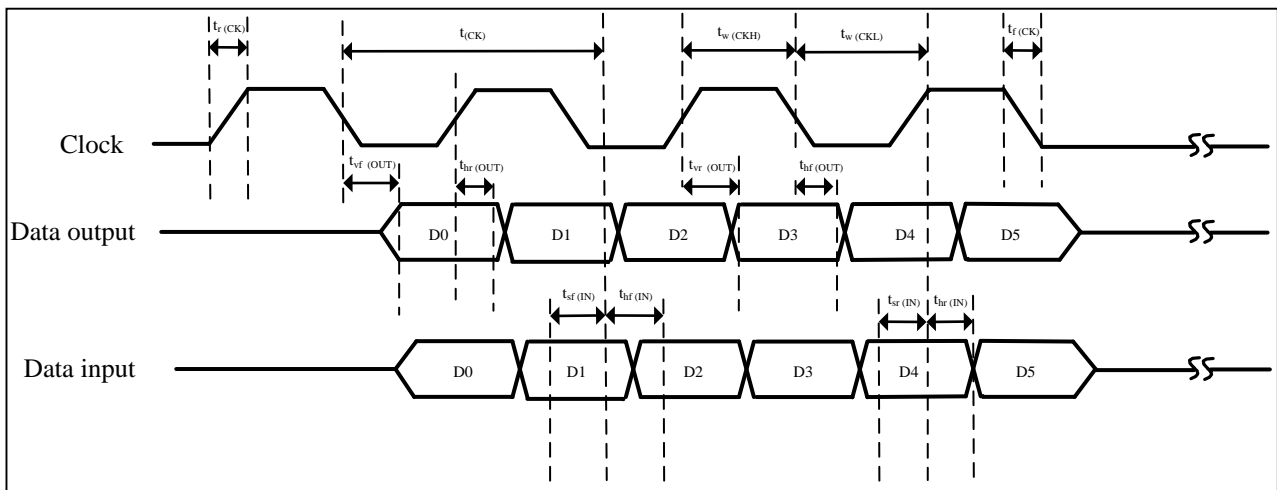 tr (CK)
t(CK)
tw (CKH)
tw (CKL)
tf (CK)
Clock
tvf (OUT)
thr (OUT)
tvr (OUT)
thf (OUT)
Data output
D0
D1
D2
D3
D4
D5
tsf (IN)
thf (IN)
tsr (IN)
thr (IN)
Data input
D0
D1
D2
D3
D4
D5